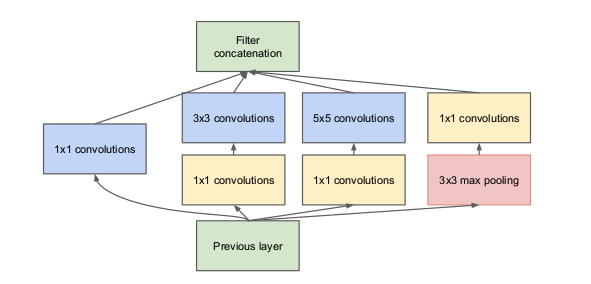 Filter
concatenation
3x3 convolutions
5x5 convolutions
1x1 convolutions
1x1 convolutions
1x1 convolutions
1x1 convolutions
3x3 max pooling
Previous layer